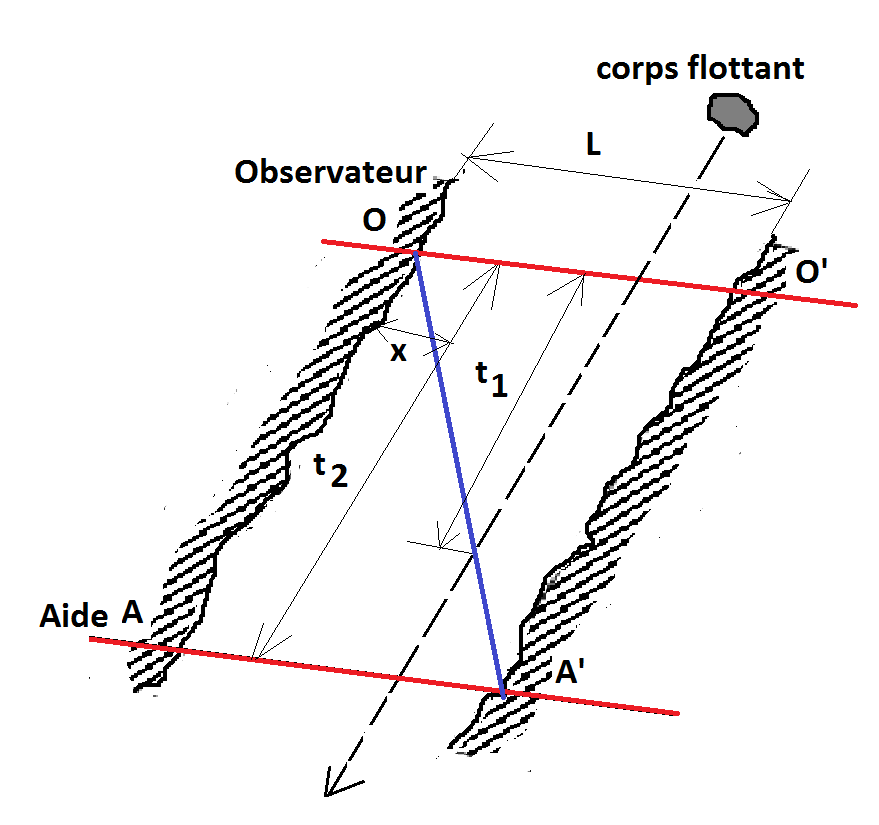 corps flottant
L
Observateur
O
O'
x
t1
t2
Aide A
A'